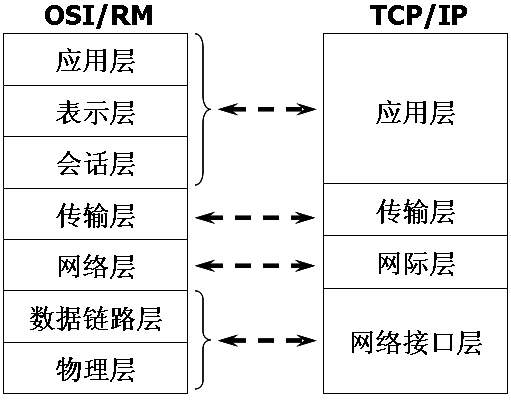 OSI/RM
应用层
表示层
会话层
传输层
网络层
数据链路层
物理层
TCP/IP
应用层
传输层
网际层
网络接口层